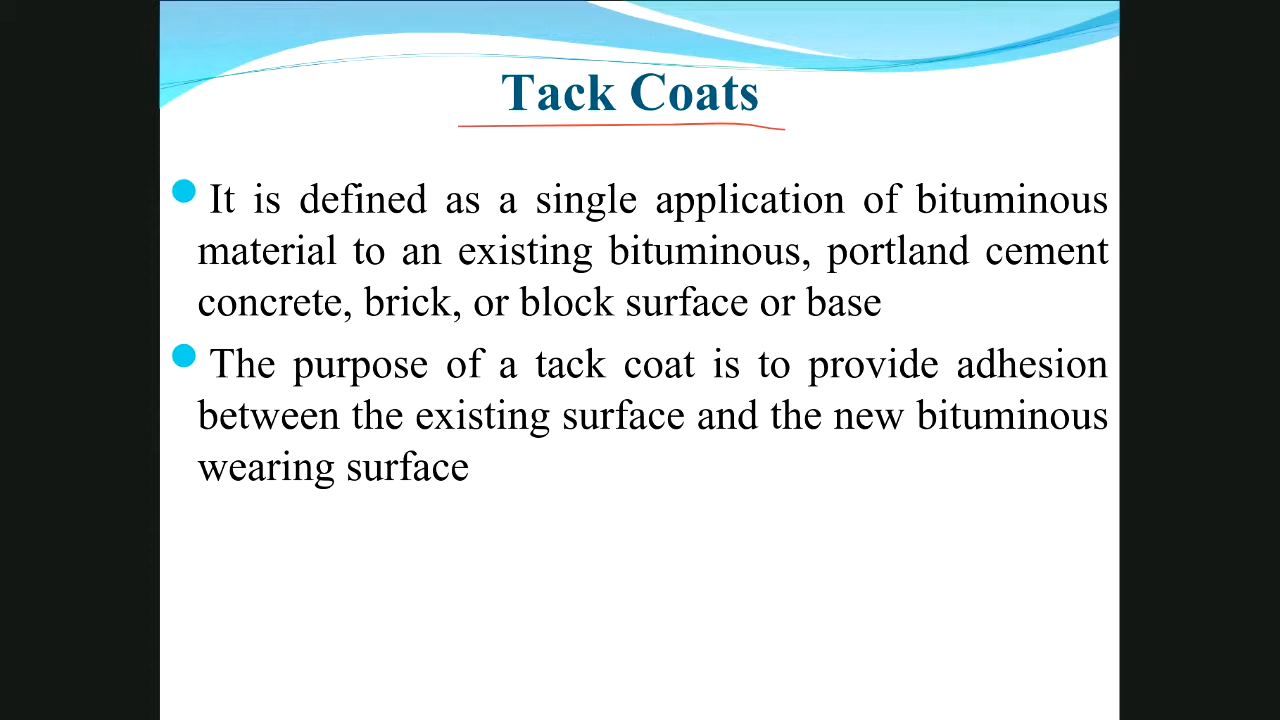 Tack Coats
It is defined as a single application of bituminous
material to an existing bituminous, portland cement
concrete, brick, or block surface or base
The purpose of a tack coat is to provide adhesion
between the existing surface and the new bituminous
wearing surface